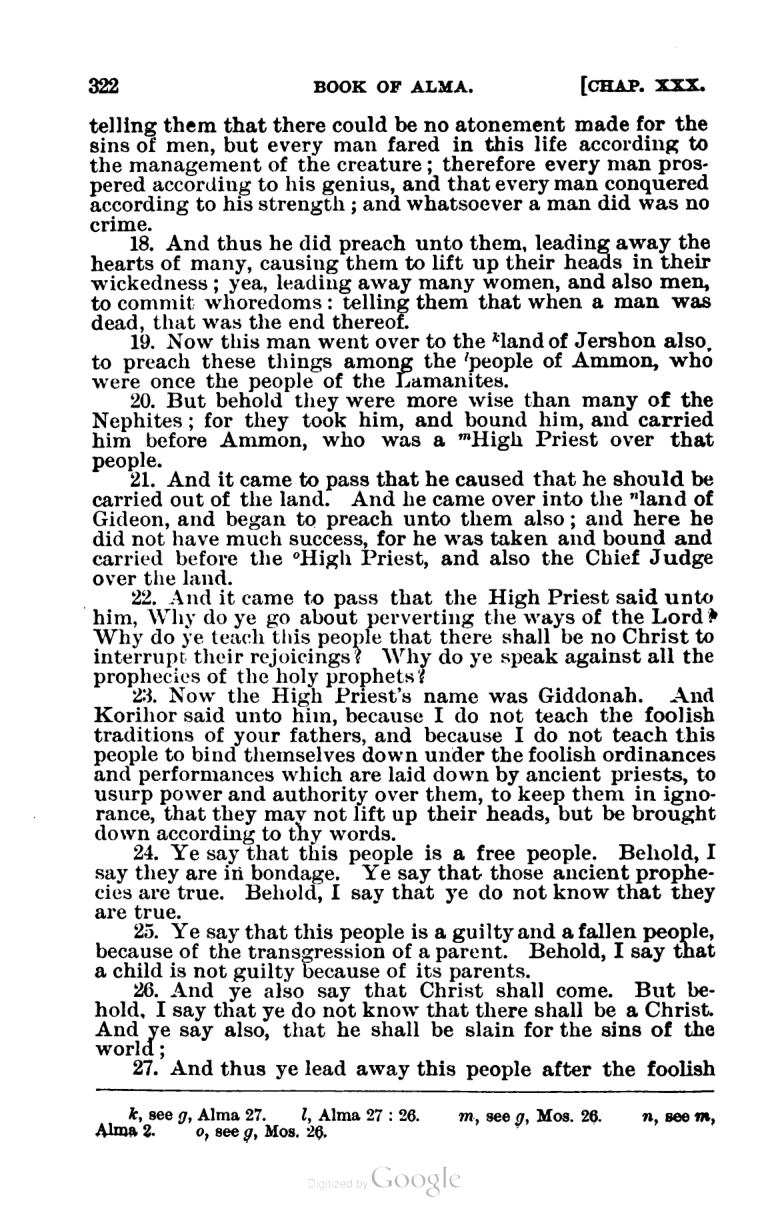 322 BOOK OF ALMA. [CHAP. XXX.
telling them that there could be no atonement made for the
sins of men, but every man fared in this life according to
the management of the creature; therefore every man pros-
pered according to his genius, and that every man conquered
according to his strength; and whatsoever a man did was no
crime.
18. And thus he did preach unto them, leading away the
hearts of many, causing them to lift up their heads in their
wickedness; yea, leading away many women, and also men,
to commit whoredoms: telling them that when a man was
dead, that was the end thereof.
19. Now this man went over to the ᵏland of Jershon also,
to preach these things among the ˡpeople of Ammon, who
were once the people of the Lamanites.
20. But behold they were more wise than many of the
Nephites; for they took him, and bound him, and carried
him before Ammon, who was a ᵐHigh Priest over that
people.
21. And it came to pass that he caused that he should be
carried out of the land. And he came over into the ⁿland of
Gideon, and began to preach unto them also; and here he
did not have much success, for he was taken and bound and
carried before the ᵒHigh Priest, and also the Chief Judge
over the land.
22. And it came to pass that the High Priest said unto
him, Why do ye go about perverting the ways of the Lord?
Why do ye teach this people that there shall be no Christ to
interrupt their rejoicings? Why do ye speak against all the
prophecies of the holy prophets?
23. Now the High Priest's name was Giddonah. And
Korihor said unto him, because I do not teach the foolish
traditions of your fathers, and because I do not teach this
people to bind themselves down under the foolish ordinances
and performances which are laid down by ancient priests, to
usurp power and authority over them, to keep them in igno-
rance, that they may not lift up their heads, but be brought
down according to thy words.
24. Ye say that this people is a free people. Behold, I
say they are in bondage. Ye say that those ancient prophe-
cies are true. Behold, I say that ye do not know that they
are true.
25. Ye say that this people is a guilty and a fallen people,
because of the transgression of a parent. Behold, I say that
a child is not guilty because of its parents.
26. And ye also say that Christ shall come. But be-
hold, I say that ye do not know that there shall be a Christ.
And ye say also, that he shall be slain for the sins of the
world;
27. And thus ye lead away this people after the foolish
k, see g, Alma 27. l, Alma 27 : 26. m, see g, Mos. 26. n, see m,
Alma 2. o, see g, Mos. 26.
Digitized by Google